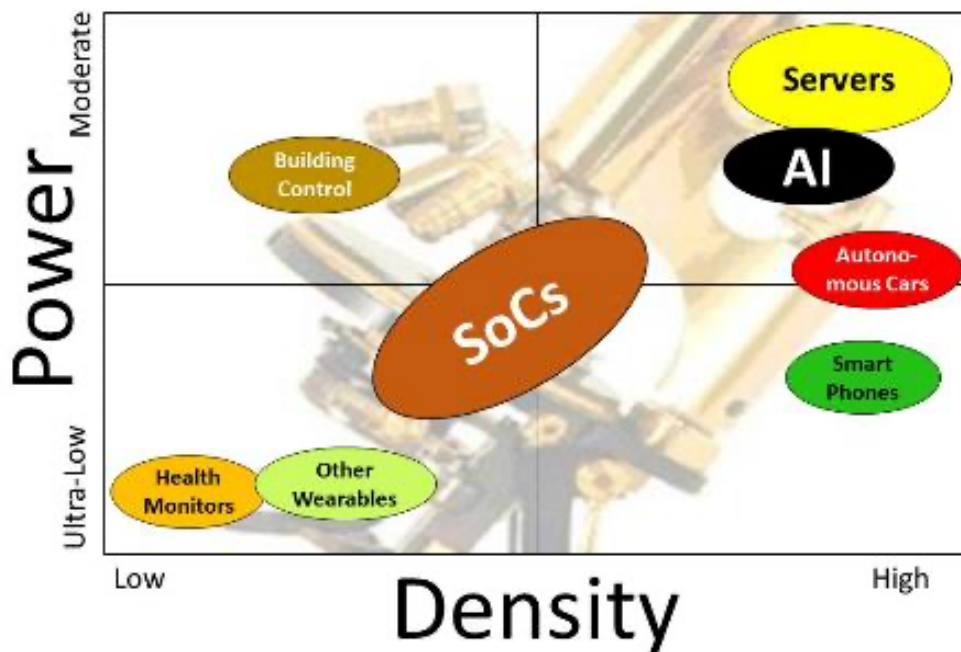 Power
Moderate
Ultra-Low
Servers
AI
Building
Control
Autono-
mous Cars
SoCs
Smart
Phones
Health
Monitors
Other
Wearables
Low
High
Density